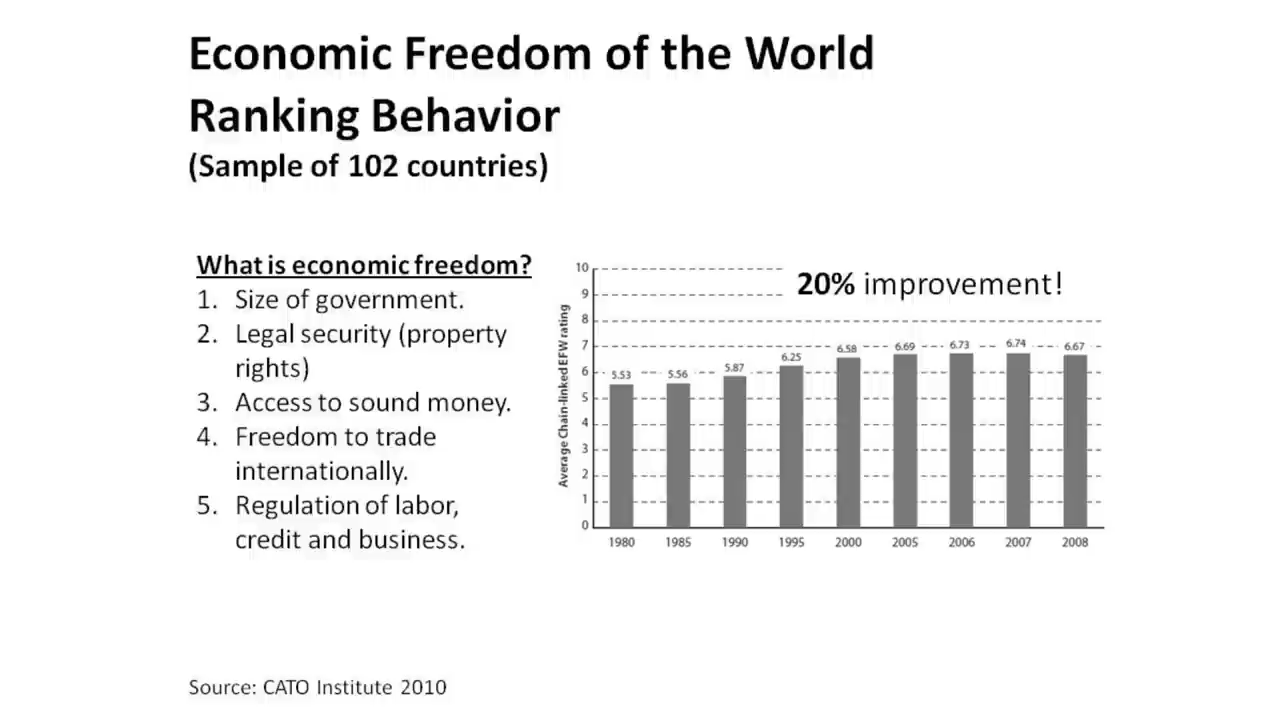 Economic Freedom of the World
Ranking Behavior
(Sample of 102 countries)
What is economic freedom?
1. Size of government.
2. Legal security (property
rights)
3. Access to sound money.
4. Freedom to trade
internationally.
5. Regulation of labor,
credit and business.
20% improvement!
Average Chain-linked EFW rating
10
9
8
7
6
5
4
3
2
1
0
5.53
5.56
5.87
6.25
6.58
6.69
6.73
6.74
6.67
1980
1985
1990
1995
2000
2005
2006
2007
2008
Source: CATO Institute 2010